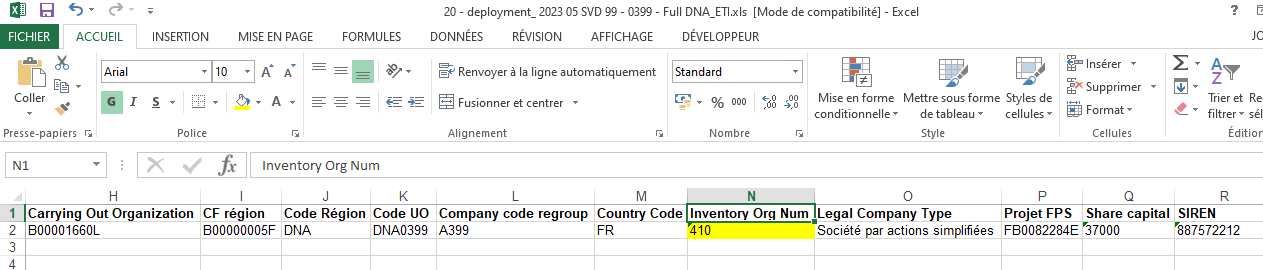 20 - deployment_ 2023 05 SVD 99 - 0399 - Full DNA_ETI.xls [Mode de compatibilité] - Excel
FICHIER ACCUEIL INSERTION MISE EN PAGE FORMULES DONNÉES RÉVISION AFFICHAGE DÉVELOPPEUR JO
Coller
Arial 10
G I S
Renvoyer à la ligne automatiquement
Fusionner et centrer
Standard
% 000
Mise en forme conditionnelle
Mettre sous forme de tableau
Styles de cellules
Insérer
Supprimer
Format
Trier et filtrer
Presse-papiers Police Alignement Nombre Style Cellules
N1 fx Inventory Org Num
H I J K L M N O P Q R
1 Carrying Out Organization CF région Code Région Code UO Company code regroup Country Code Inventory Org Num Legal Company Type Projet FPS Share capital SIREN
2 B00001660L B00000005F DNA DNA0399 A399 FR 410 Société par actions simplifiées FB0082284E 37000 887572212
3
4